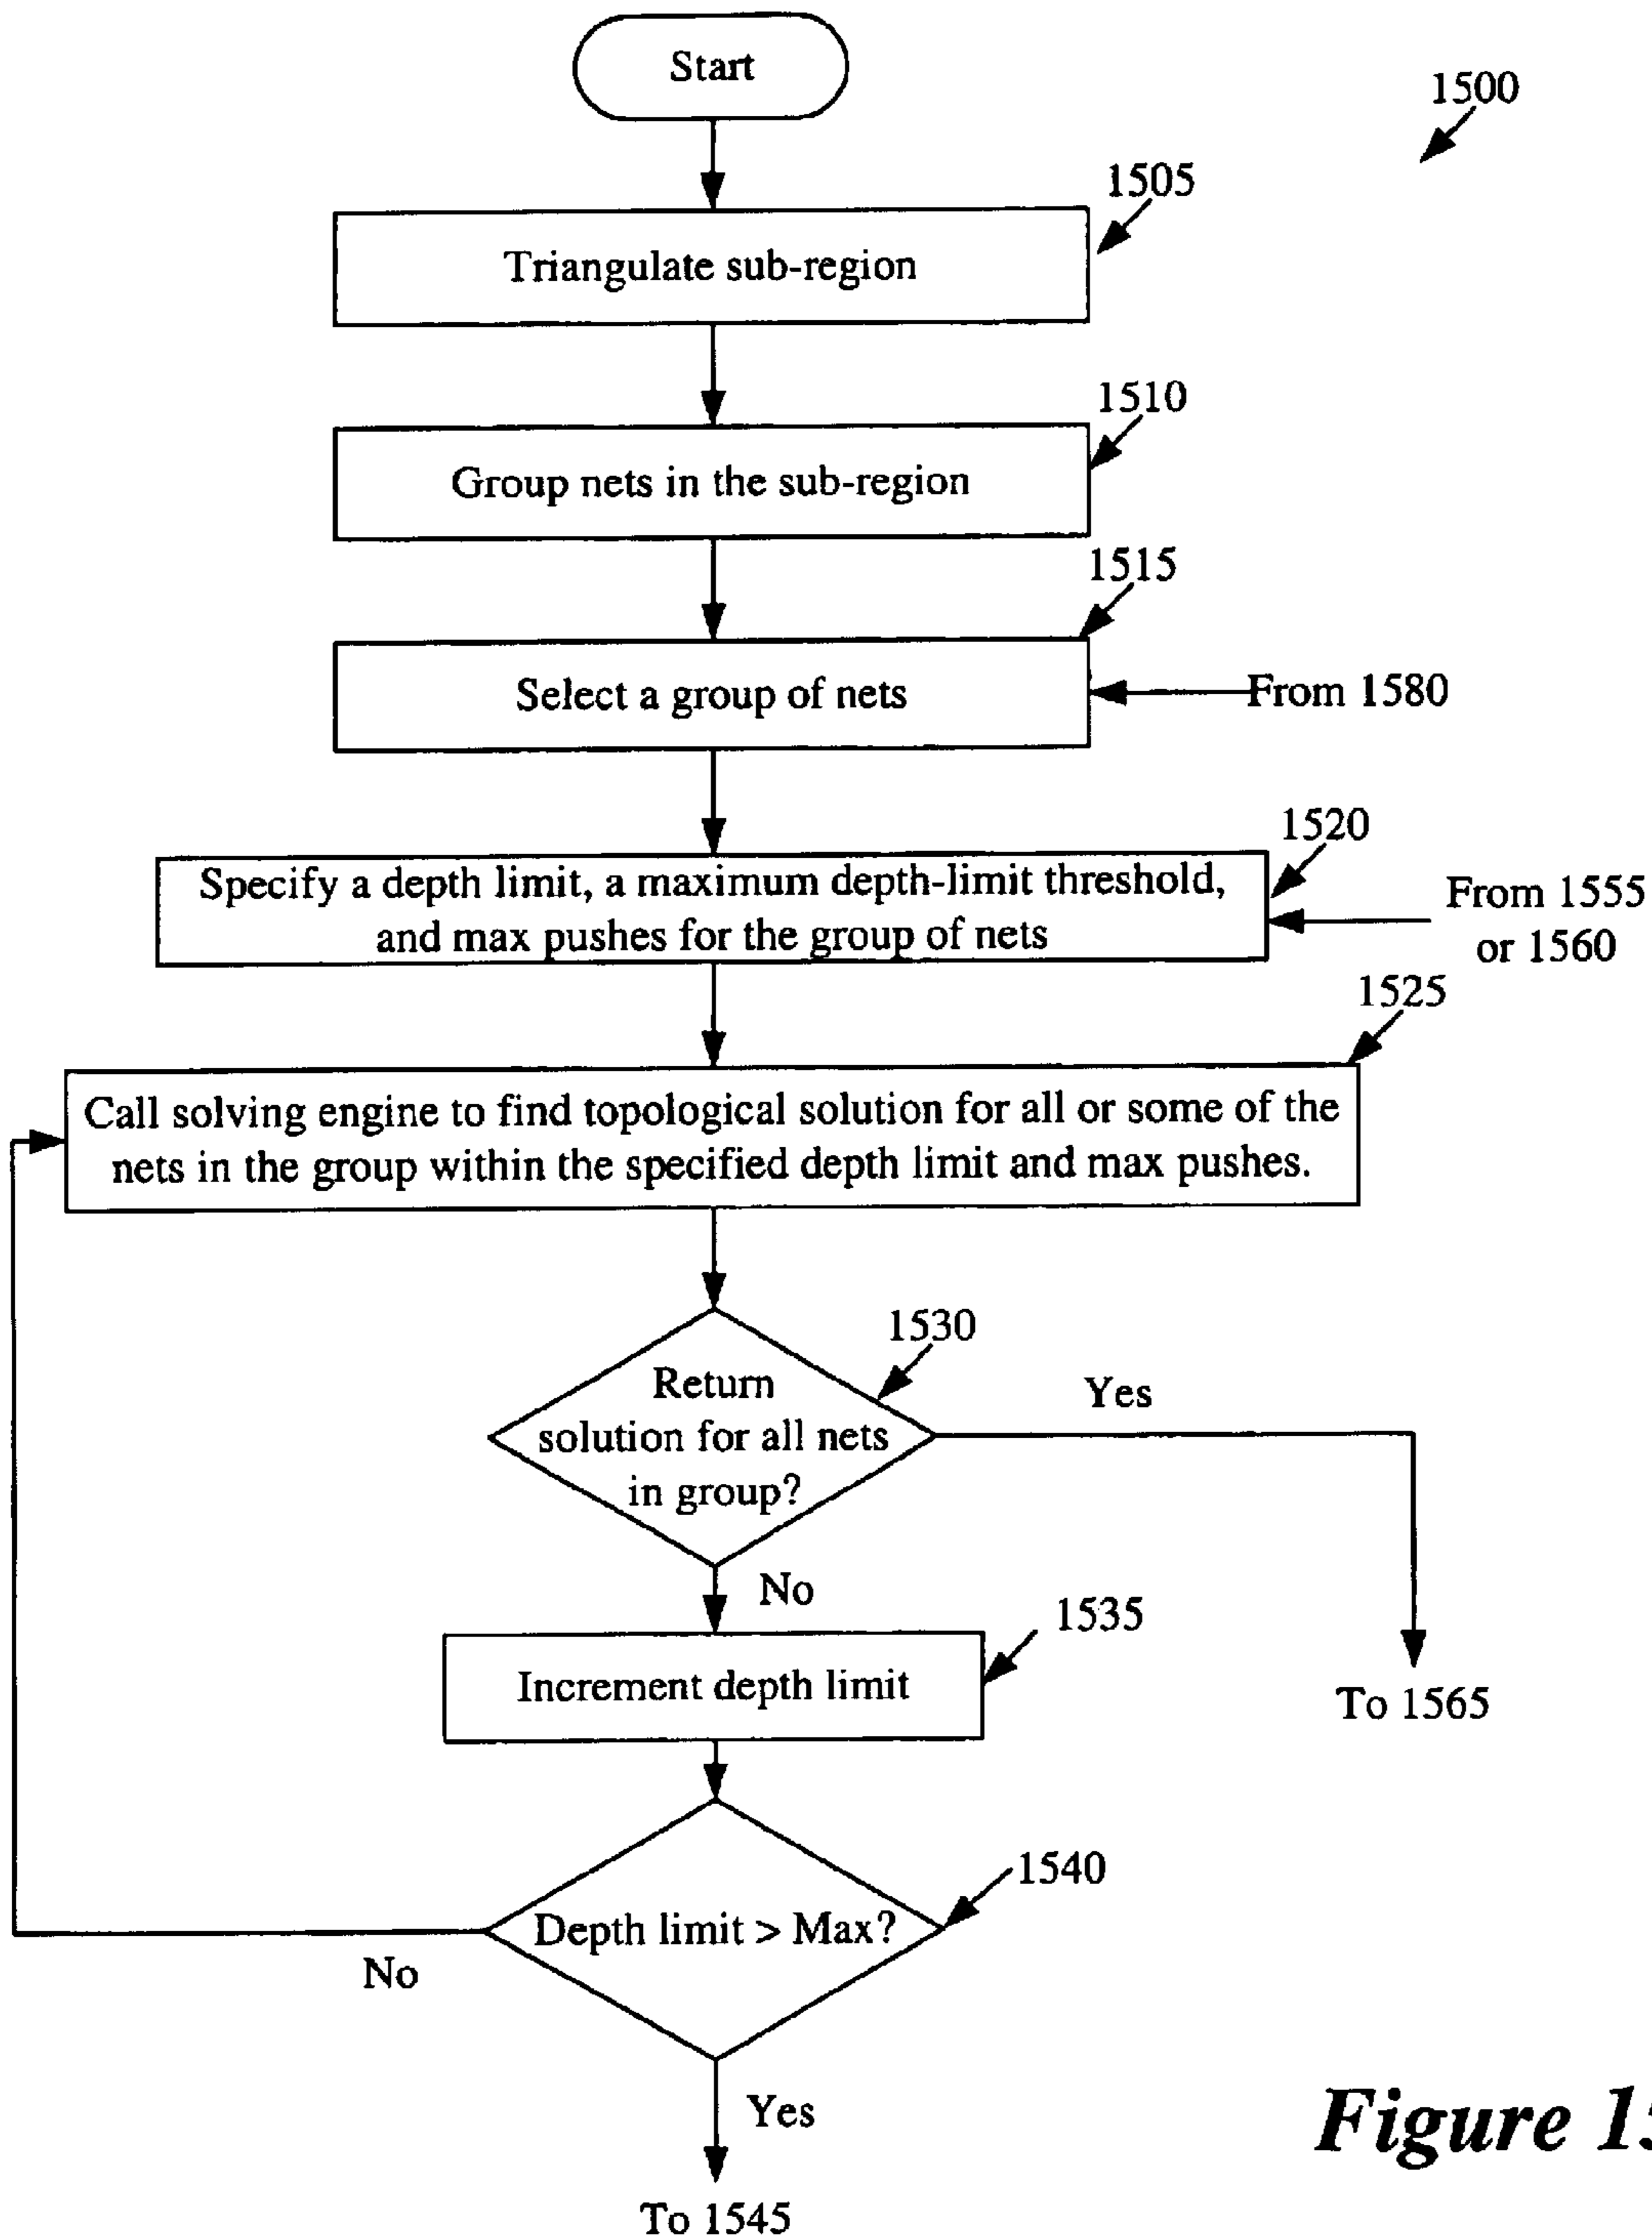 Start
1500
1505
Triangulate sub-region
1510
Group nets in the sub-region
1515
Select a group of nets
From 1580
1520
Specify a depth limit, a maximum depth-limit threshold,
and max pushes for the group of nets
From 1555
or 1560
1525
Call solving engine to find topological solution for all or some of the
nets in the group within the specified depth limit and max pushes.
1530
Return
solution for all nets
in group?
Yes
No
1535
Increment depth limit
To 1565
1540
Depth limit > Max?
No
Yes
To 1545
Figure 15